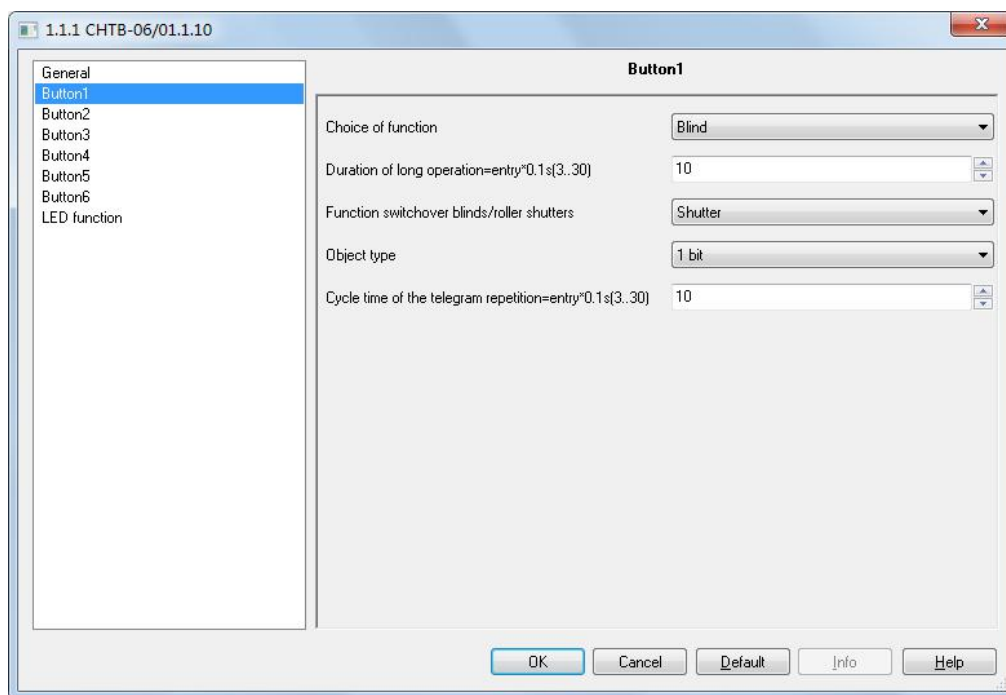 1.1.1 CHTB-06/01.1.10
x
General
Button1
Button2
Button3
Button4
Button5
Button6
LED function
Button1
Choice of function
Blind
Duration of long operation=entry*0.1s(3..30)
10
Function switchover blinds/roller shutters
Shutter
Object type
1 bit
Cycle time of the telegram repetition=entry*0.1s(3..30)
10
OK
Cancel
Default
Info
Help